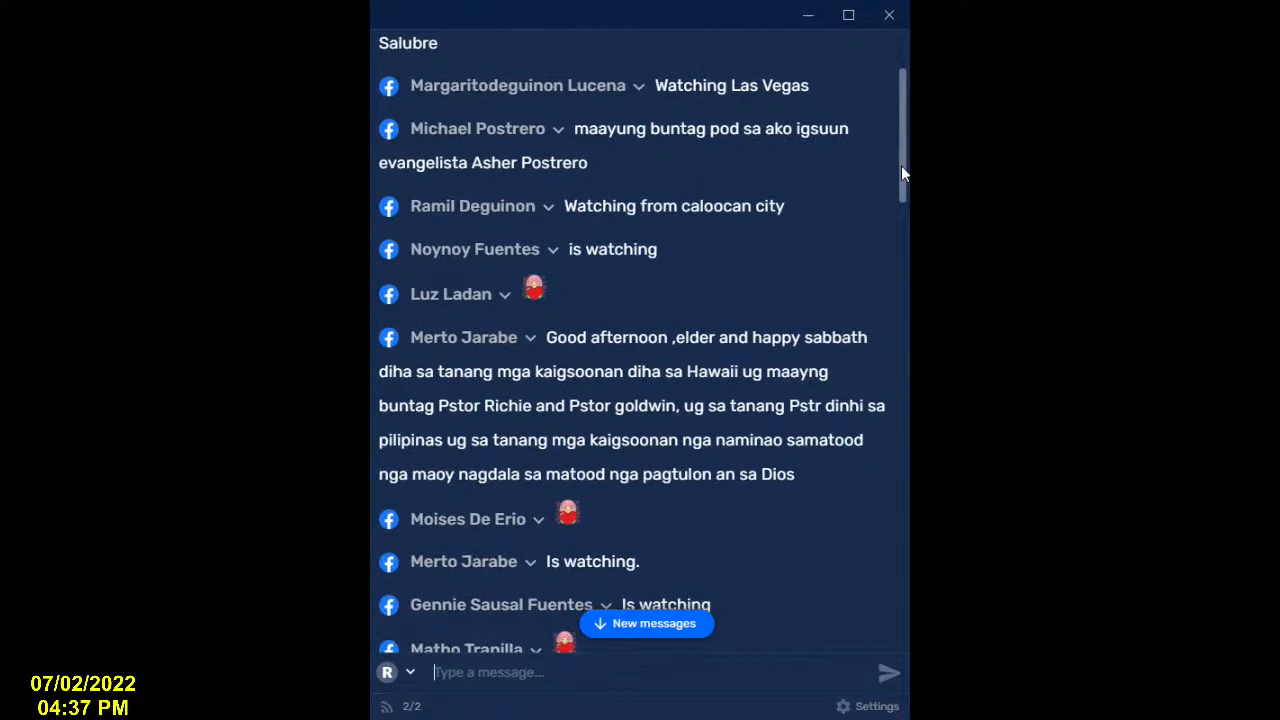 Salubre
Margaritodeguinon Lucena Watching Las Vegas
Michael Postrero maayung buntag pod sa ako igsuun
evangelista Asher Postrero
Ramil Deguinon Watching from caloocan city
Noynoy Fuentes is watching
Luz Ladan
Merto Jarabe Good afternoon ,elder and happy sabbath
diha sa tanang mga kaigsoonan diha sa Hawaii ug maayng
buntag Pstor Richie and Pstor goldwin, ug sa tanang Pstr dinhi sa
pilipinas ug sa tanang mga kaigsoonan nga naminao samatood
nga maoy nagdala sa matood nga pagtulon an sa Dios
Moises De Erio
Merto Jarabe Is watching.
Gennie Sausal Fuentes Is watching
New messages
Matho Tranilla
R Type a message...
2/2 Settings
07/02/2022
04:37 PM